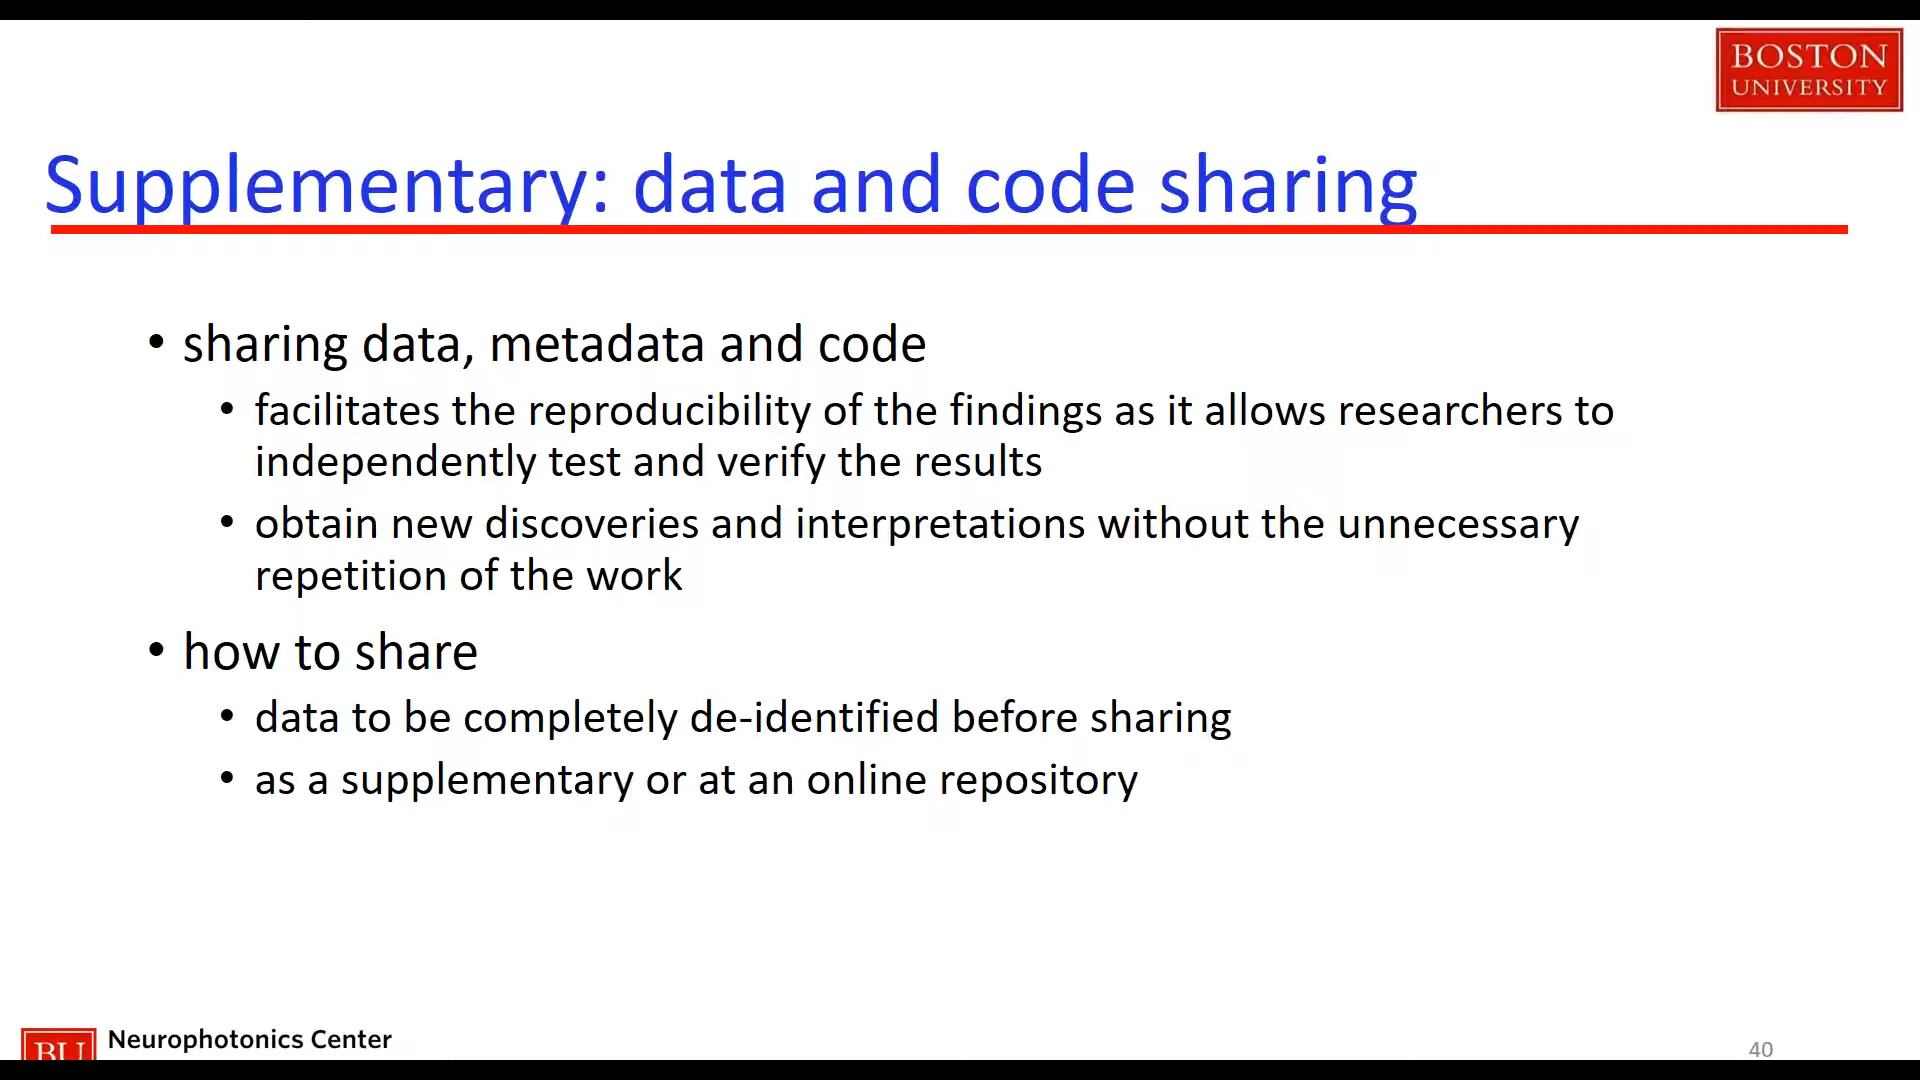 BOSTON
UNIVERSITY
Supplementary: data and code sharing
• sharing data, metadata and code
• facilitates the reproducibility of the findings as it allows researchers to
independently test and verify the results
• obtain new discoveries and interpretations without the unnecessary
repetition of the work
• how to share
• data to be completely de-identified before sharing
• as a supplementary or at an online repository
BU
Neurophotonics Center
40